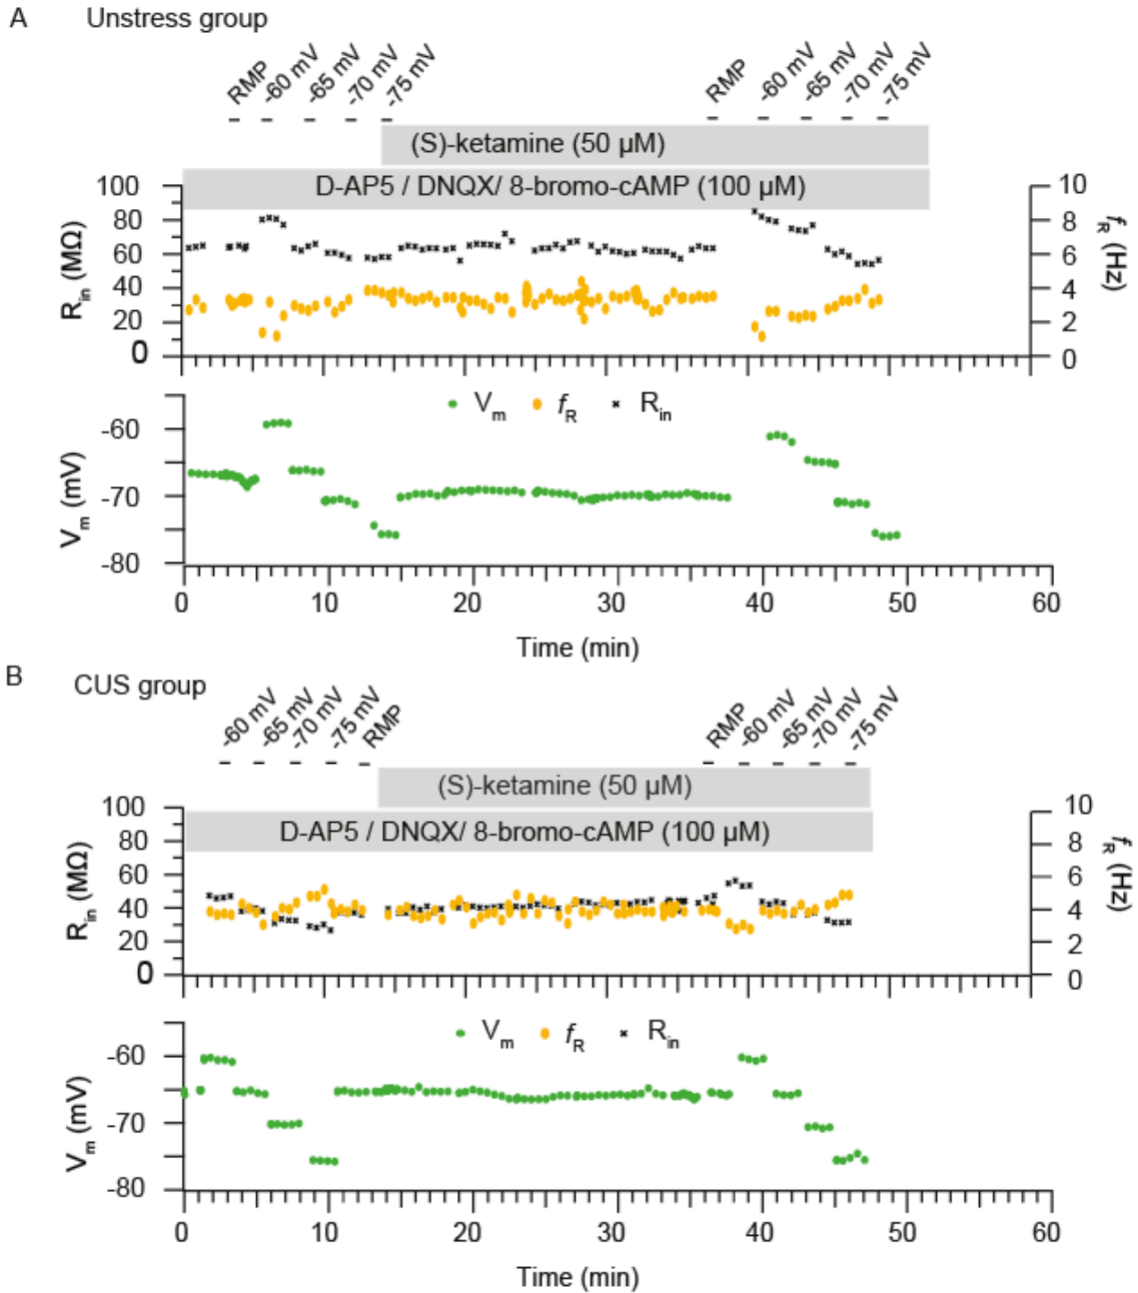 A Unstress group
RMP -60 mV -65 mV -70 mV -75 mV RMP -60 mV -65 mV -70 mV -75 mV
(S)-ketamine (50 µM)
D-AP5 / DNQX/ 8-bromo-cAMP (100 µM)
100 10
80 8
60 6
40 4
20 2
0 0
Rin (MΩ)
fR (Hz)
Vm fR Rin
-60
-70
-80
Vm (mV)
0 10 20 30 40 50 60
Time (min)
B CUS group
-60 mV -65 mV -70 mV -75 mV RMP RMP -60 mV -65 mV -70 mV -75 mV
(S)-ketamine (50 µM)
D-AP5 / DNQX/ 8-bromo-cAMP (100 µM)
100 10
80 8
60 6
40 4
20 2
0 0
Rin (MΩ)
fR (Hz)
Vm fR Rin
-60
-70
-80
Vm (mV)
0 10 20 30 40 50 60
Time (min)